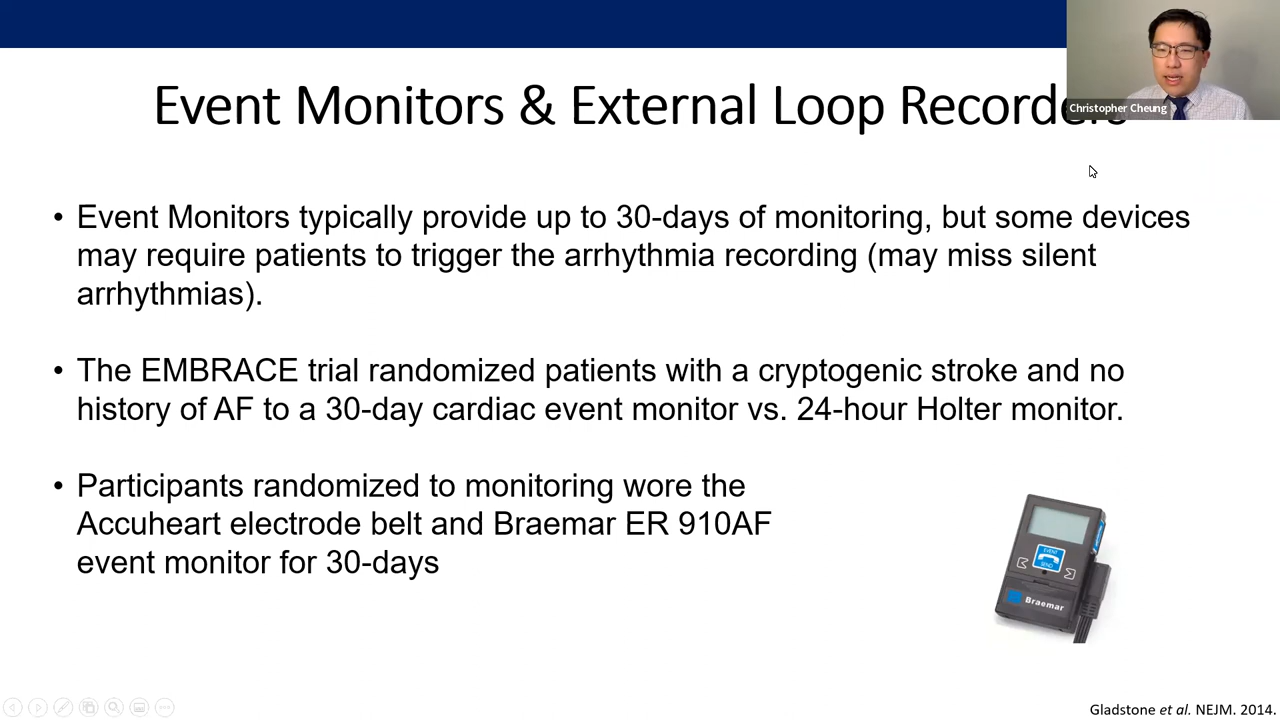 Event Monitors & External Loop Recorders
Christopher Cheung
• Event Monitors typically provide up to 30-days of monitoring, but some devices
may require patients to trigger the arrhythmia recording (may miss silent
arrhythmias).
• The EMBRACE trial randomized patients with a cryptogenic stroke and no
history of AF to a 30-day cardiac event monitor vs. 24-hour Holter monitor.
• Participants randomized to monitoring wore the
Accuheart electrode belt and Braemar ER 910AF
event monitor for 30-days
EVENT
SEND
Braemar
Gladstone et al. NEJM. 2014.